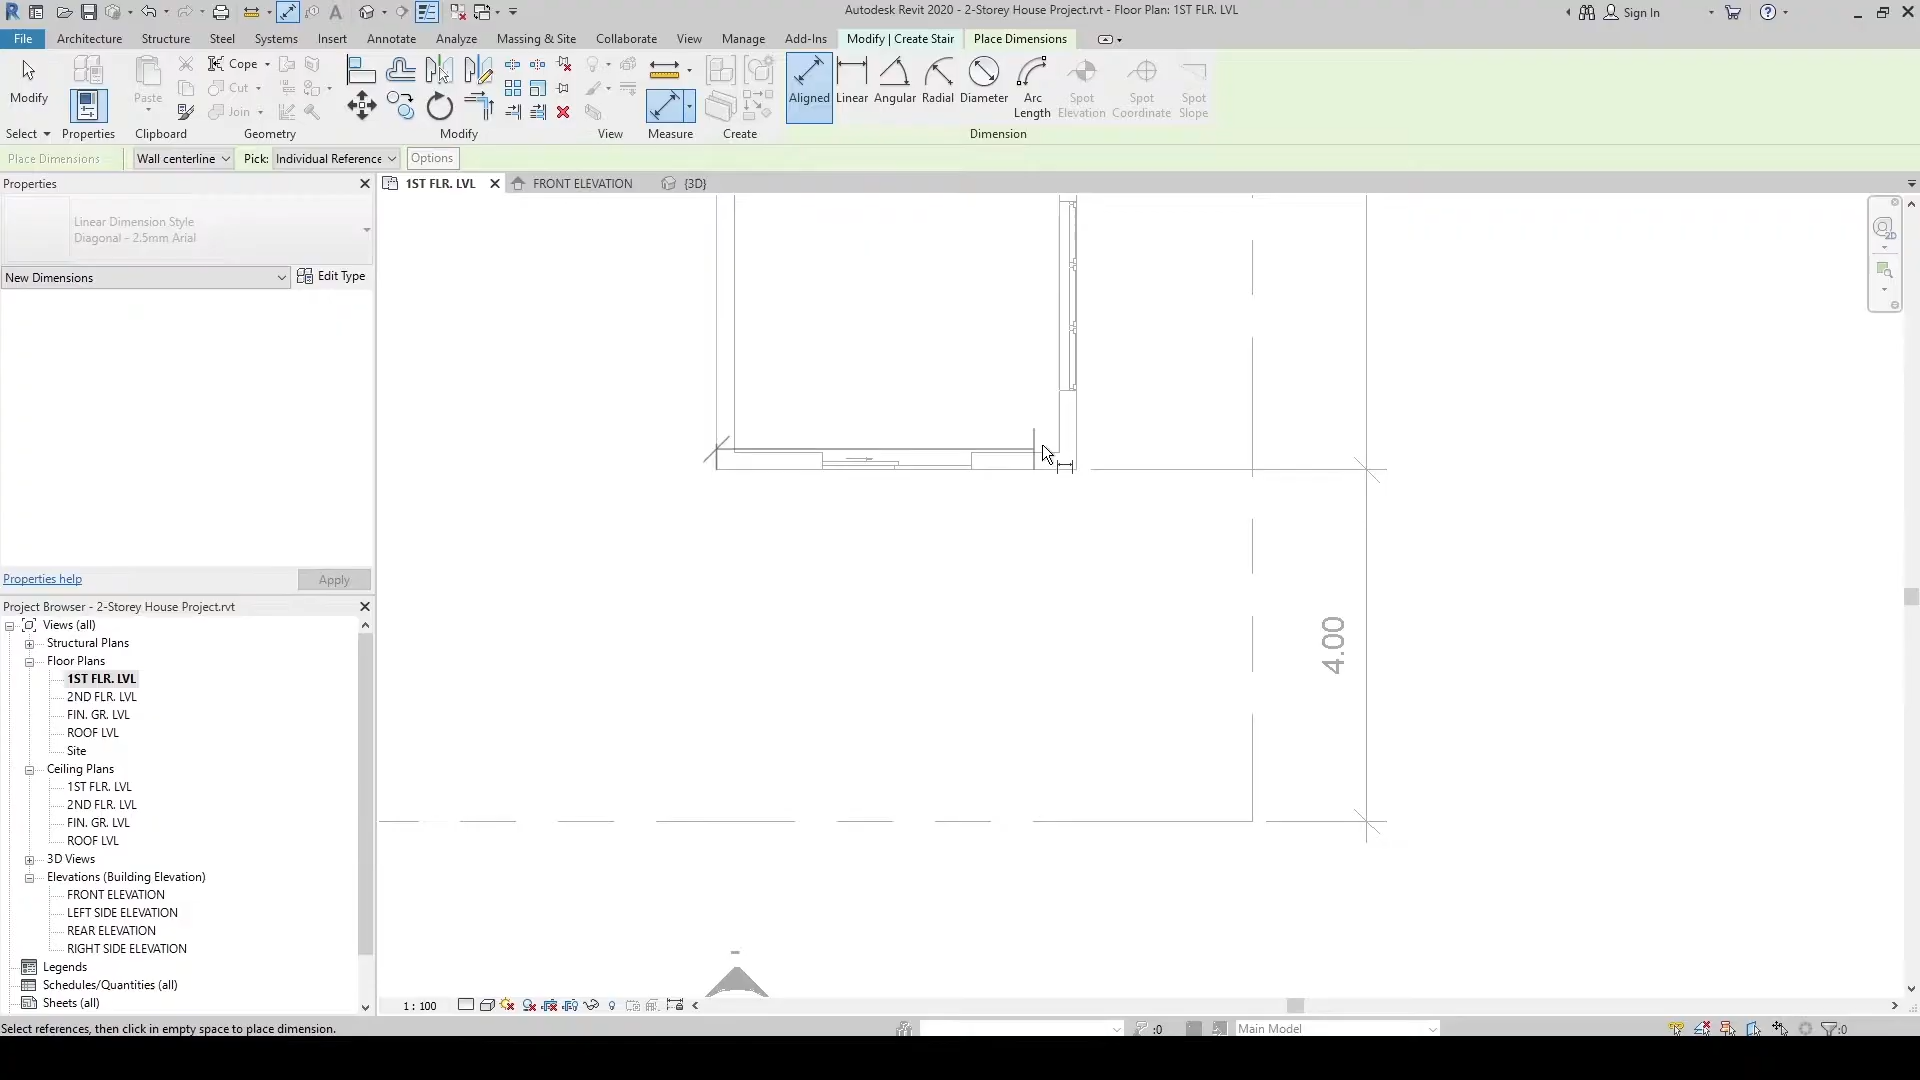 Autodesk Revit 2020 - 2-Storey House Project.rvt - Floor Plan: 1ST FLR. LVL
Sign In
File Architecture Structure Steel Systems Insert Annotate Analyze Massing & Site Collaborate View Manage Add-Ins Modify | Create Stair Place Dimensions
Modify
Paste
Cope
Cut
Join
Aligned Linear Angular Radial Diameter Arc Length Spot Elevation Spot Coordinate Spot Slope
Select Properties Clipboard Geometry Modify View Measure Create Dimension
Place Dimensions Wall centerline Pick: Individual Reference Options
Properties
1ST FLR. LVL FRONT ELEVATION {3D}
Linear Dimension Style
Diagonal - 2.5mm Arial
New Dimensions Edit Type
2D
4.00
Properties help Apply
Project Browser - 2-Storey House Project.rvt
Views (all)
Structural Plans
Floor Plans
1ST FLR. LVL
2ND FLR. LVL
FIN. GR. LVL
ROOF LVL
Site
Ceiling Plans
1ST FLR. LVL
2ND FLR. LVL
FIN. GR. LVL
ROOF LVL
3D Views
Elevations (Building Elevation)
FRONT ELEVATION
LEFT SIDE ELEVATION
REAR ELEVATION
RIGHT SIDE ELEVATION
Legends
Schedules/Quantities (all)
Sheets (all)
1 : 100
Select references, then click in empty space to place dimension.
:0
Main Model
:0